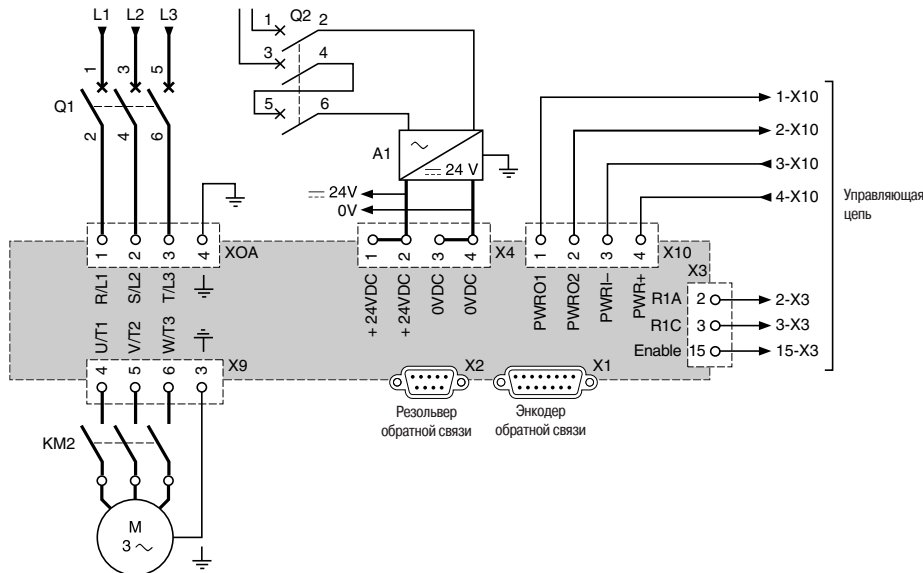 L1 L2 L3
1 3 5
Q1
2 4 6
1 Q2 2
3 4
5 6
A1
24 V
24V
0V
1-X10
2-X10
3-X10
4-X10
Управляющая
цепь
1 2 3 4 XOA
R/L1 S/L2 T/L3
1 2 3 4 X4
+24VDC +24VDC 0VDC 0VDC
1 2 3 4 X10
PWRO1 PWRO2 PWRI– PWR+
X3
R1A 2 2-X3
R1C 3 3-X3
Enable 15 15-X3
U/T1 V/T2 W/T3
4 5 6 3 X9
X2
Резольвер
обратной связи
X1
Энкодер
обратной связи
KM2
M
3